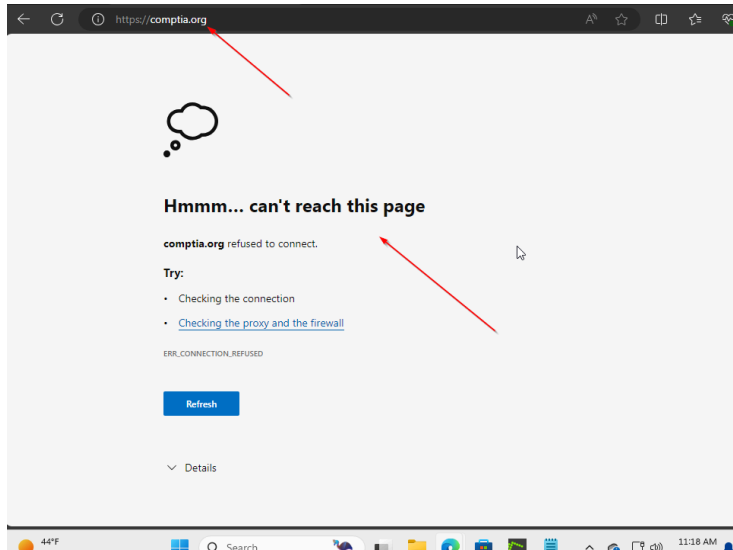 https://comptia.org
Hmmm... can't reach this page
comptia.org refused to connect.
Try:
• Checking the connection
• Checking the proxy and the firewall
ERR_CONNECTION_REFUSED
Refresh
Details
44°F
Search
11:18 AM